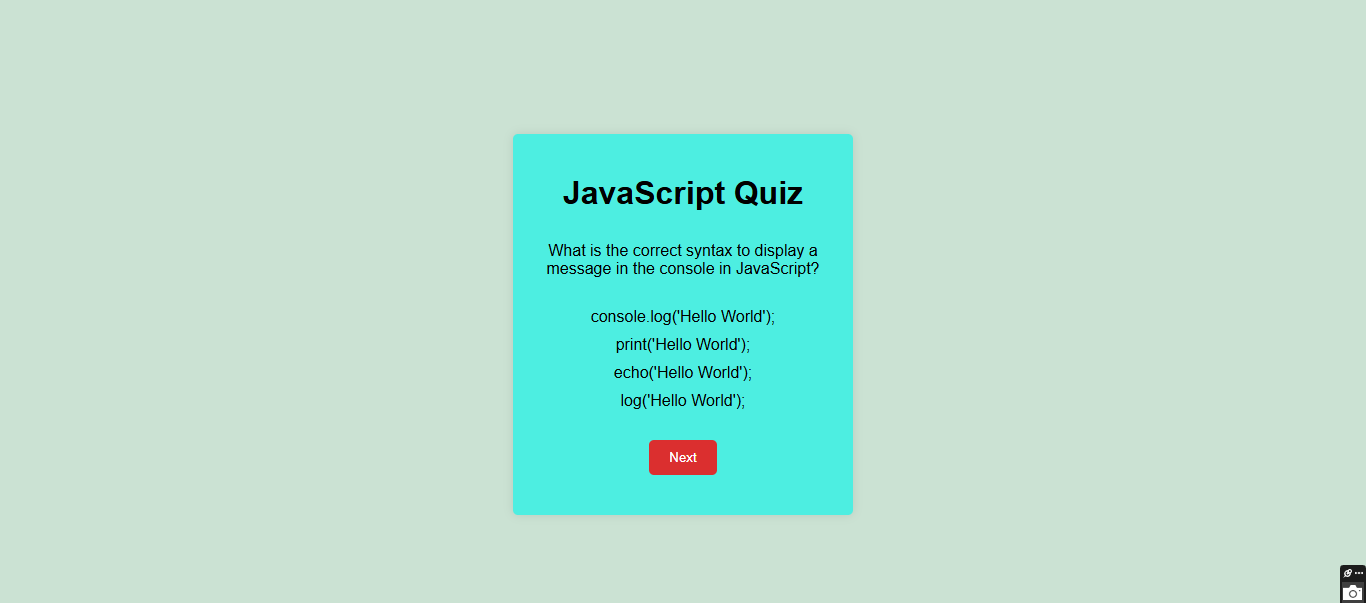 JavaScript Quiz
What is the correct syntax to display a
message in the console in JavaScript?
console.log('Hello World');
print('Hello World');
echo('Hello World');
log('Hello World');
Next